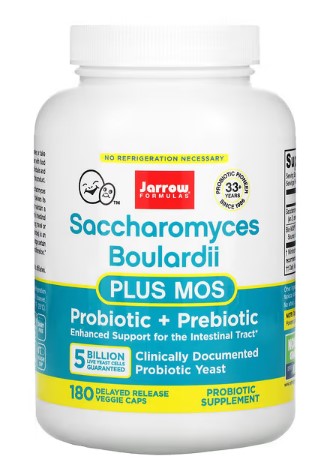 NO REFRIGERATION NECESSARY
Jarrow
FORMULAS
PROBIOTIC PIONEER
33+
YEARS
SINCE 1986
TM
Saccharomyces
Boulardii
PLUS MOS
Probiotic + Prebiotic
Enhanced Support for the Intestinal Tract*
5 BILLION
LIVE YEAST CELLS
GUARANTEED
Clinically Documented
Probiotic Yeast
180 DELAYED RELEASE
VEGGIE CAPS
PROBIOTIC
SUPPLEMENT